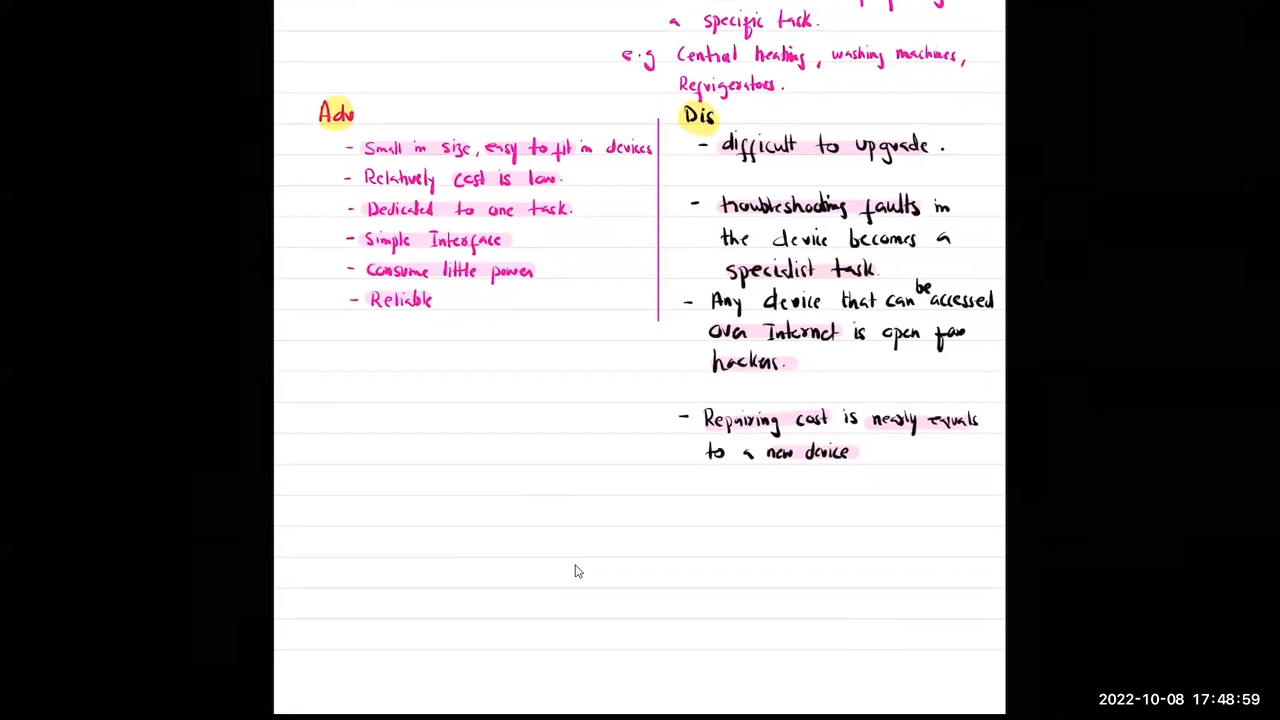 a specific task.
e.g Central heating, washing machines,
Refrigerators.
Adv
- Small in size, easy to fit in devices
- Relatively cost is low.
- Dedicated to one task.
- Simple Interface
- consume little power
- Reliable
Dis
- difficult to upgrade.
- troubleshooting faults in
the device becomes a
specialist task.
- Any device that can be accessed
over Internet is open for
hackers.
- Repairing cost is nearly equals
to a new device
2022-10-08 17:48:59